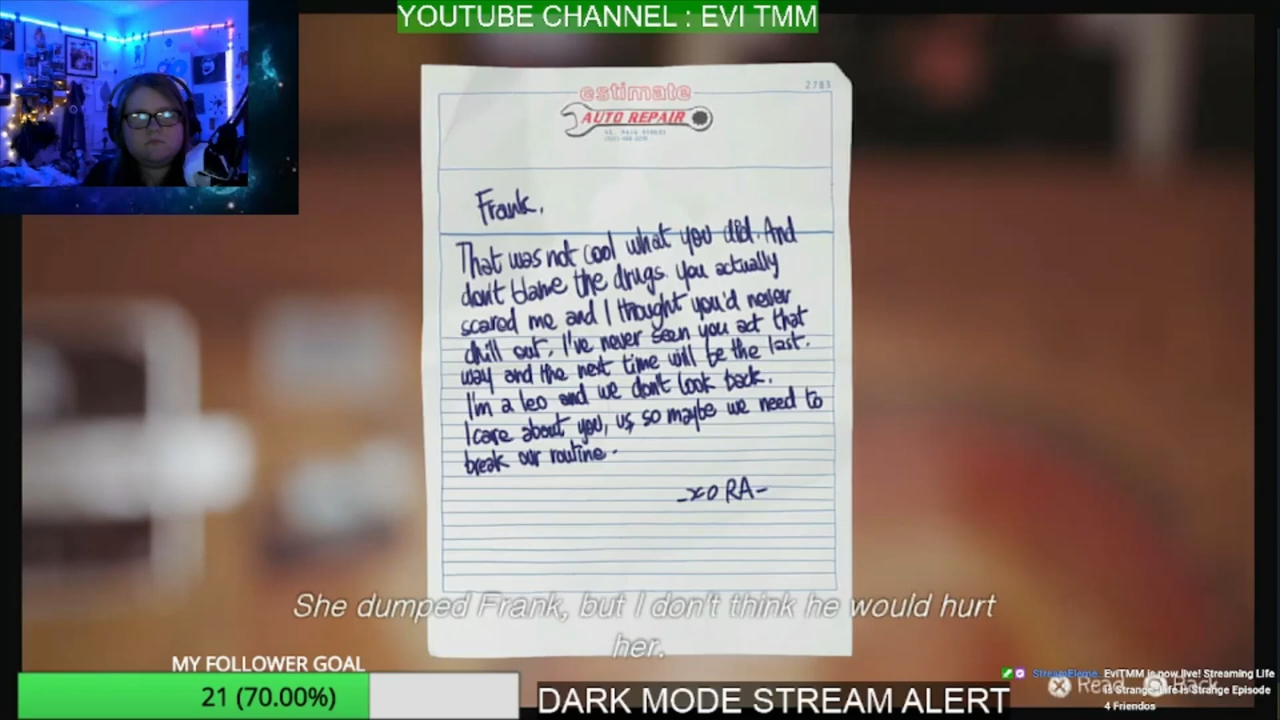 YOUTUBE CHANNEL : EVI TMM
estimate
2783
AUTO REPAIR
Frank,
That was not cool what you did. And
don't blame the drugs. You actually
scared me and I thought you'd never
chill out. I've never seen you act that
way and the next time will be the last.
I'm a leo and we don't look back.
I care about you, us, so maybe we need to
break our routine.
-xo RA-
She dumped Frank, but I don't think he would hurt
her.
MY FOLLOWER GOAL
21 (70.00%)
DARK MODE STREAM ALERT
StreamEleme.. EviTMM is now live! Streaming Life
is Strange: Life is Strange Episode
4 Friendos
Read Back